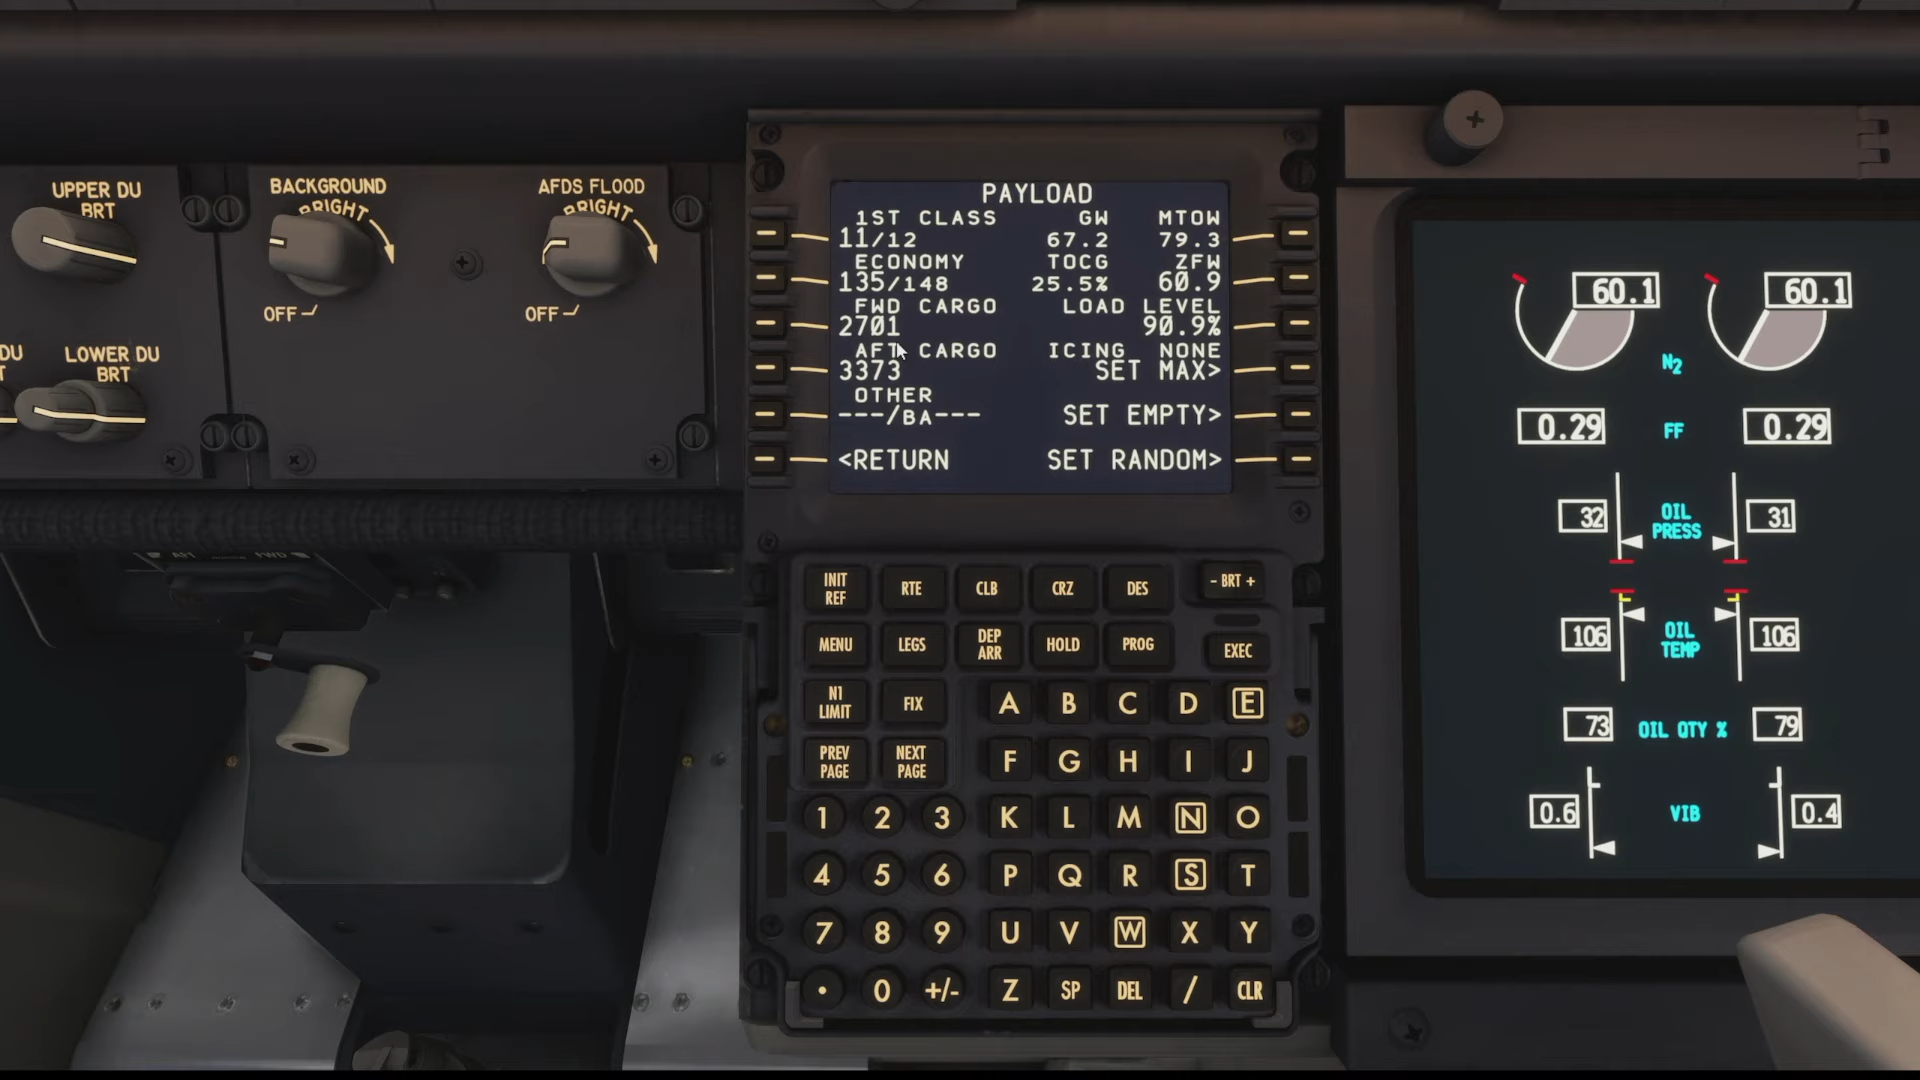 UPPER DU
BRT
BACKGROUND
BRIGHT
OFF
AFDS FLOOD
BRIGHT
OFF
DU
LOWER DU
BRT
PAYLOAD
1ST CLASS GW MTOW
11/12 67.2 79.3
ECONOMY TOCG ZFW
135/148 25.5% 60.9
FWD CARGO LOAD LEVEL
2701 90.9%
AFT CARGO ICING NONE
3373 SET MAX>
OTHER
---/BA--- SET EMPTY>
<RETURN SET RANDOM>
INIT
REF
RTE
CLB
CRZ
DES
- BRT +
MENU
LEGS
DEP
ARR
HOLD
PROG
EXEC
N1
LIMIT
FIX
A B C D E
PREV
PAGE
NEXT
PAGE
F G H I J
1 2 3 K L M N O
4 5 6 P Q R S T
7 8 9 U V W X Y
. 0 +/- Z SP DEL / CLR
60.1 60.1
N2
0.29 FF 0.29
32 OIL
PRESS 31
106 OIL
TEMP 106
73 OIL QTY % 79
0.6 VIB 0.4